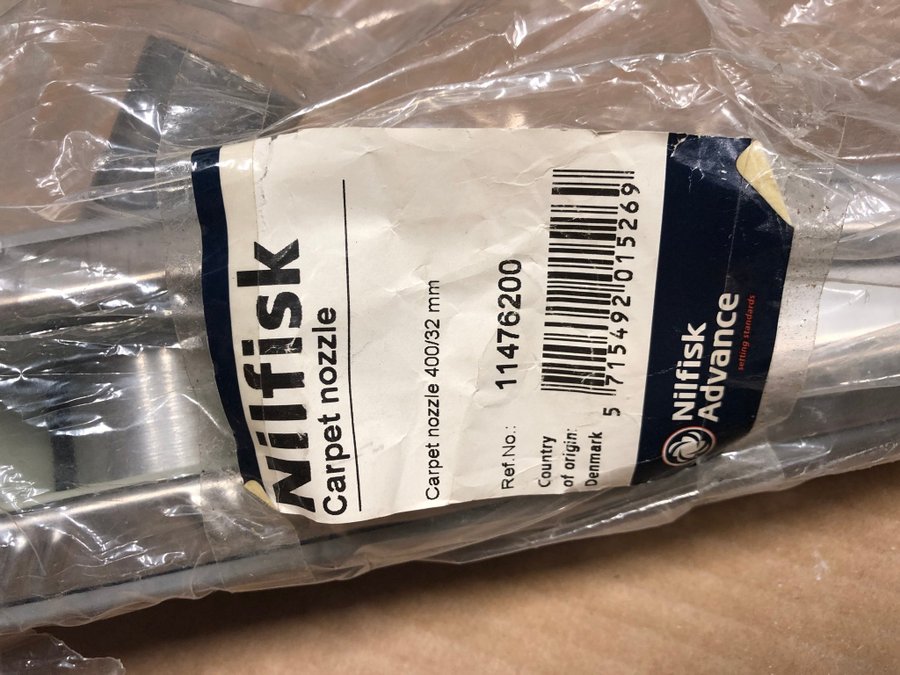 Nilfisk
Carpet nozzle
Carpet nozzle 400/32 mm
Ref.No.: 11476200
Country
of origin:
Denmark
5 715492 015269
Nilfisk
Advance
setting standards